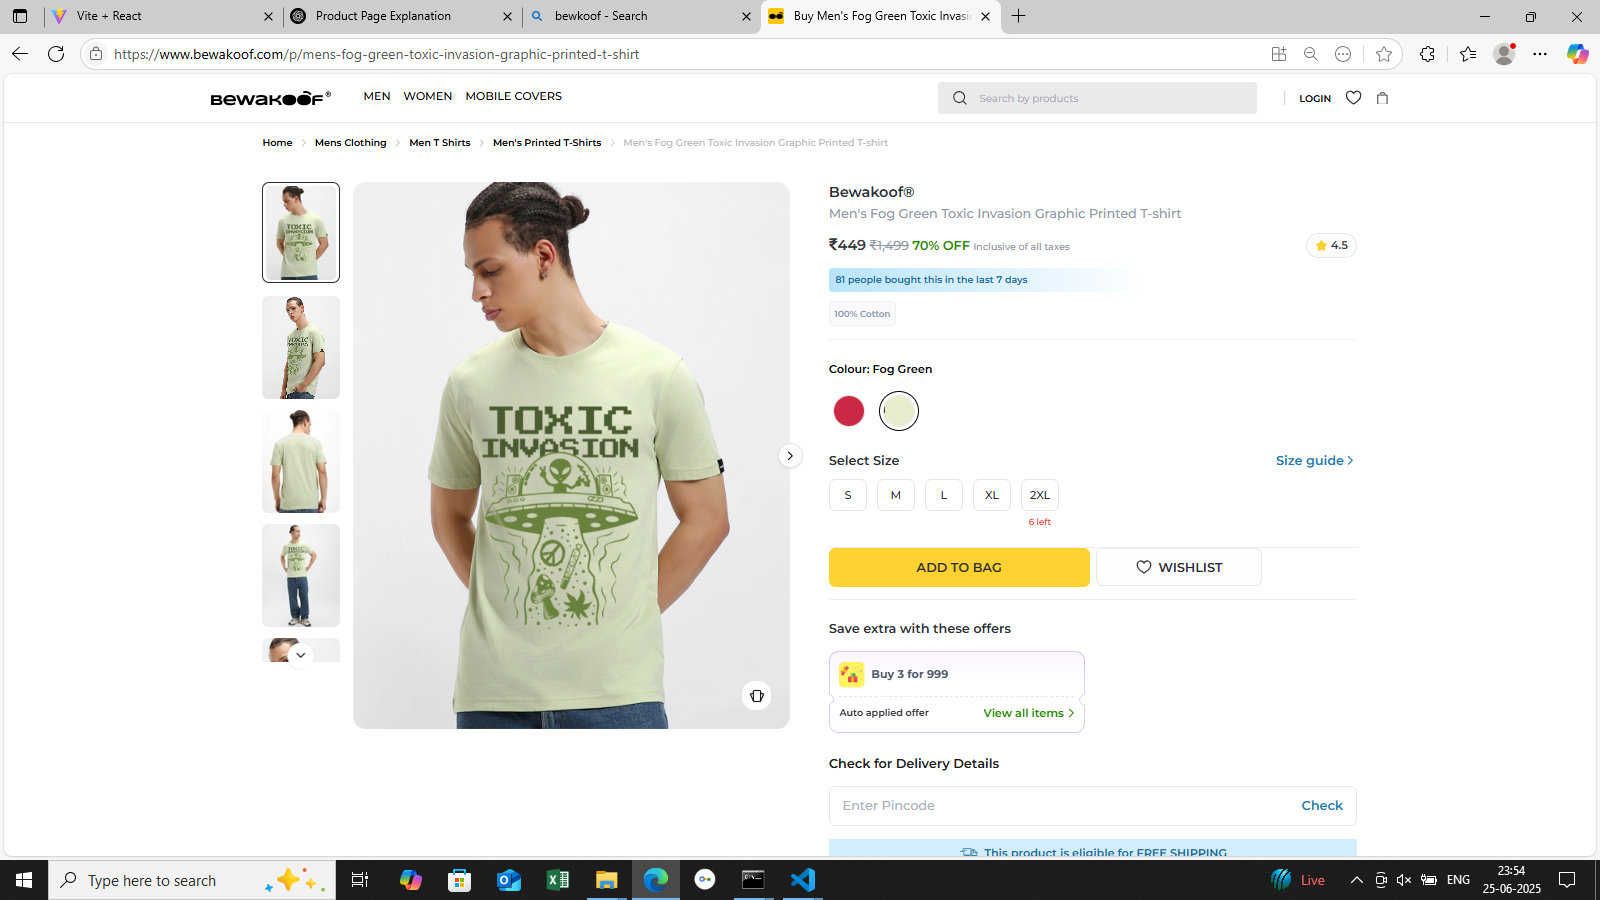 Vite + React
Product Page Explanation
bewkoof - Search
Buy Men's Fog Green Toxic Invasi
https://www.bewakoof.com/p/mens-fog-green-toxic-invasion-graphic-printed-t-shirt
BEWAKOOF®
MEN
WOMEN
MOBILE COVERS
Search by products
LOGIN
Home
Mens Clothing
Men T Shirts
Men's Printed T-Shirts
Men's Fog Green Toxic Invasion Graphic Printed T-shirt
TOXIC
INVASION
Bewakoof®
Men's Fog Green Toxic Invasion Graphic Printed T-shirt
₹449 ₹1,499 70% OFF Inclusive of all taxes
4.5
81 people bought this in the last 7 days
100% Cotton
Colour: Fog Green
Select Size
Size guide
S
M
L
XL
2XL
6 left
ADD TO BAG
WISHLIST
Save extra with these offers
Buy 3 for 999
Auto applied offer
View all items
Check for Delivery Details
Enter Pincode
Check
This product is eligible for FREE SHIPPING
Type here to search
Live
ENG
23:54
25-06-2025